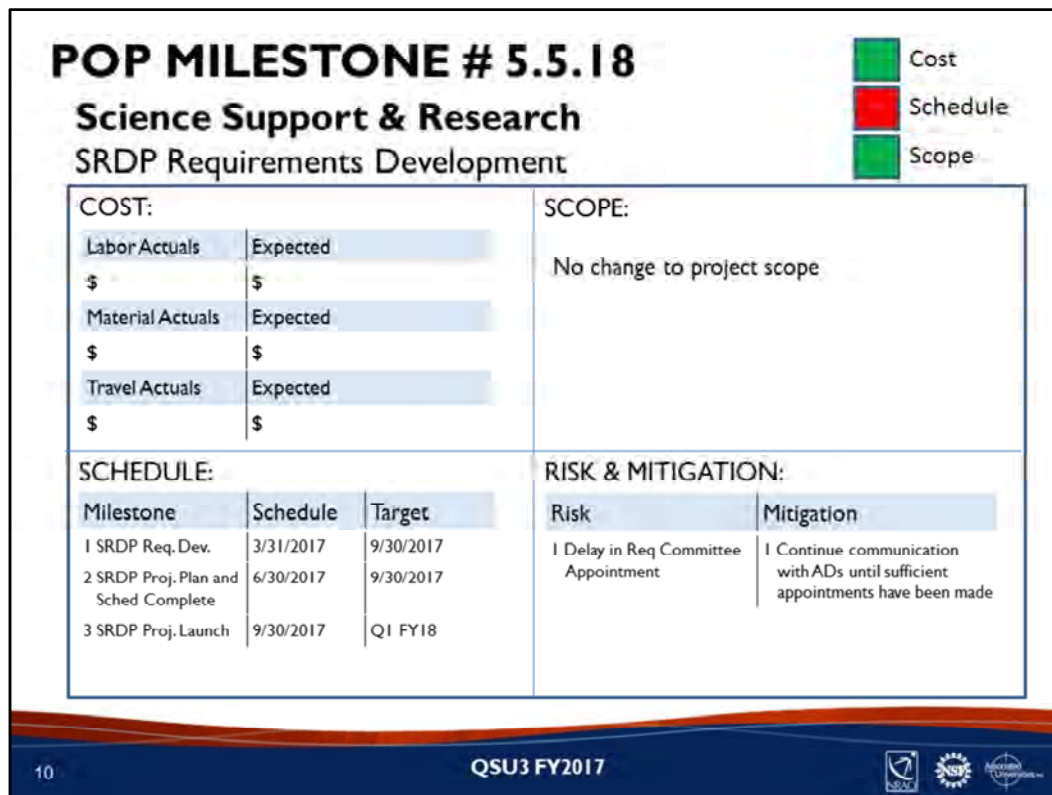 POP MILESTONE # 5.5.18
Cost
Schedule
Scope
Science Support & Research
SRDP Requirements Development
COST:
Labor Actuals Expected
$ $
Material Actuals Expected
$ $
Travel Actuals Expected
$ $
SCOPE:
No change to project scope
SCHEDULE:
Milestone Schedule Target
1 SRDP Req. Dev. 3/31/2017 9/30/2017
2 SRDP Proj. Plan and 6/30/2017 9/30/2017
Sched Complete
3 SRDP Proj. Launch 9/30/2017 Q1 FY18
RISK & MITIGATION:
Risk Mitigation
1 Delay in Req Committee 1 Continue communication
Appointment with ADs until sufficient
appointments have been made
10
QSU3 FY2017
NRAO
NSF
Associated
Universities